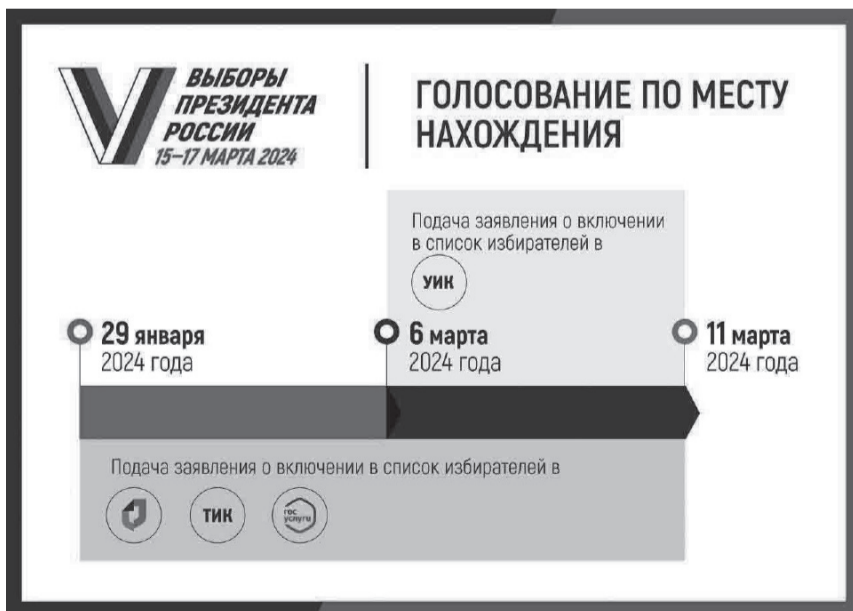 ВЫБОРЫ
ПРЕЗИДЕНТА
РОССИИ
15–17 МАРТА 2024
ГОЛОСОВАНИЕ ПО МЕСТУ
НАХОЖДЕНИЯ
Подача заявления о включении
в список избирателей в
УИК
29 января
2024 года
6 марта
2024 года
11 марта
2024 года
Подача заявления о включении в список избирателей в
ТИК
гос
услуги